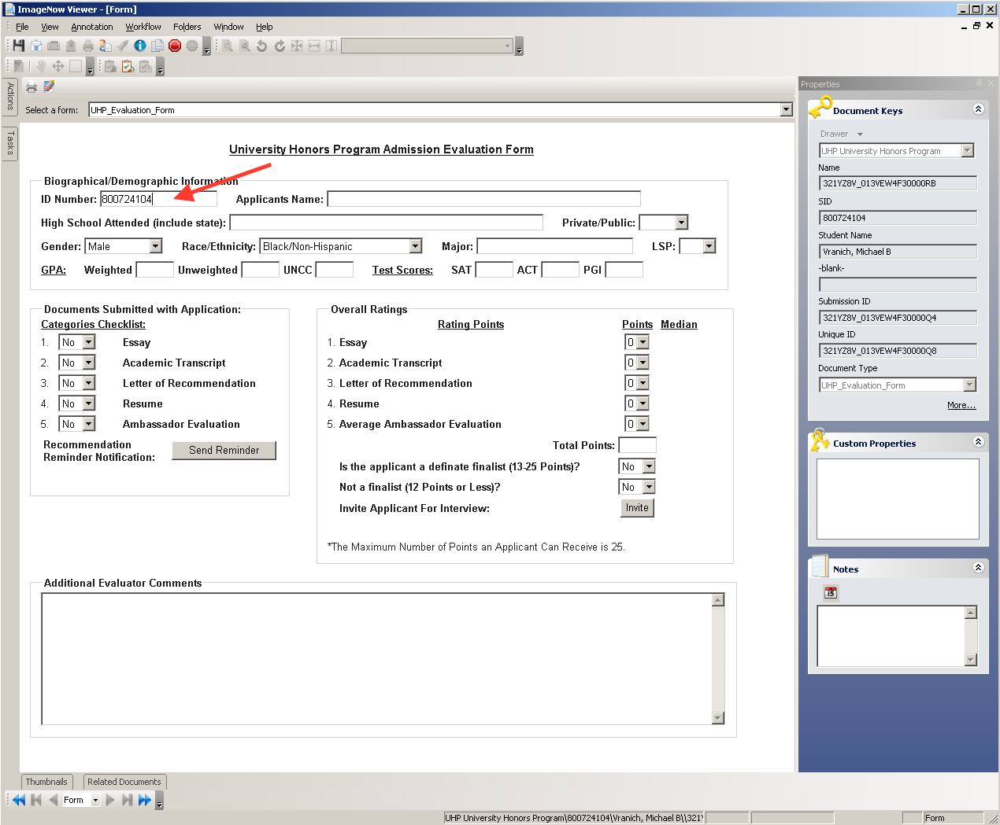 ImageNow Viewer - [Form]
File View Annotation Workflow Folders Window Help
Actions
Tasks
Select a form: UHP_Evaluation_Form
University Honors Program Admission Evaluation Form
Biographical/Demographic Information
ID Number: 800724104 Applicants Name:
High School Attended (include state): Private/Public:
Gender: Male Race/Ethnicity: Black/Non-Hispanic Major: LSP:
GPA: Weighted Unweighted UNCC Test Scores: SAT ACT PGI
Documents Submitted with Application:
Categories Checklist:
1. No Essay
2. No Academic Transcript
3. No Letter of Recommendation
4. No Resume
5. No Ambassador Evaluation
Recommendation
Reminder Notification: Send Reminder
Overall Ratings
Rating Points Points Median
1. Essay 0
2. Academic Transcript 0
3. Letter of Recommendation 0
4. Resume 0
5. Average Ambassador Evaluation 0
Total Points:
Is the applicant a definate finalist (13-25 Points)? No
Not a finalist (12 Points or Less)? No
Invite Applicant For Interview: Invite
*The Maximum Number of Points an Applicant Can Receive is 25.
Additional Evaluator Comments
Properties
Document Keys
Drawer
UHP University Honors Program
Name
321YZ8V_013VEW4F30000RB
SID
800724104
Student Name
Vranich, Michael B
-blank-
Submission ID
321YZ8V_013VEW4F30000Q4
Unique ID
321YZ8V_013VEW4F30000Q8
Document Type
UHP_Evaluation_Form
More...
Custom Properties
Notes
15
Thumbnails Related Documents
Form
UHP University Honors Program\800724104\Vranich, Michael B\\321Y Form